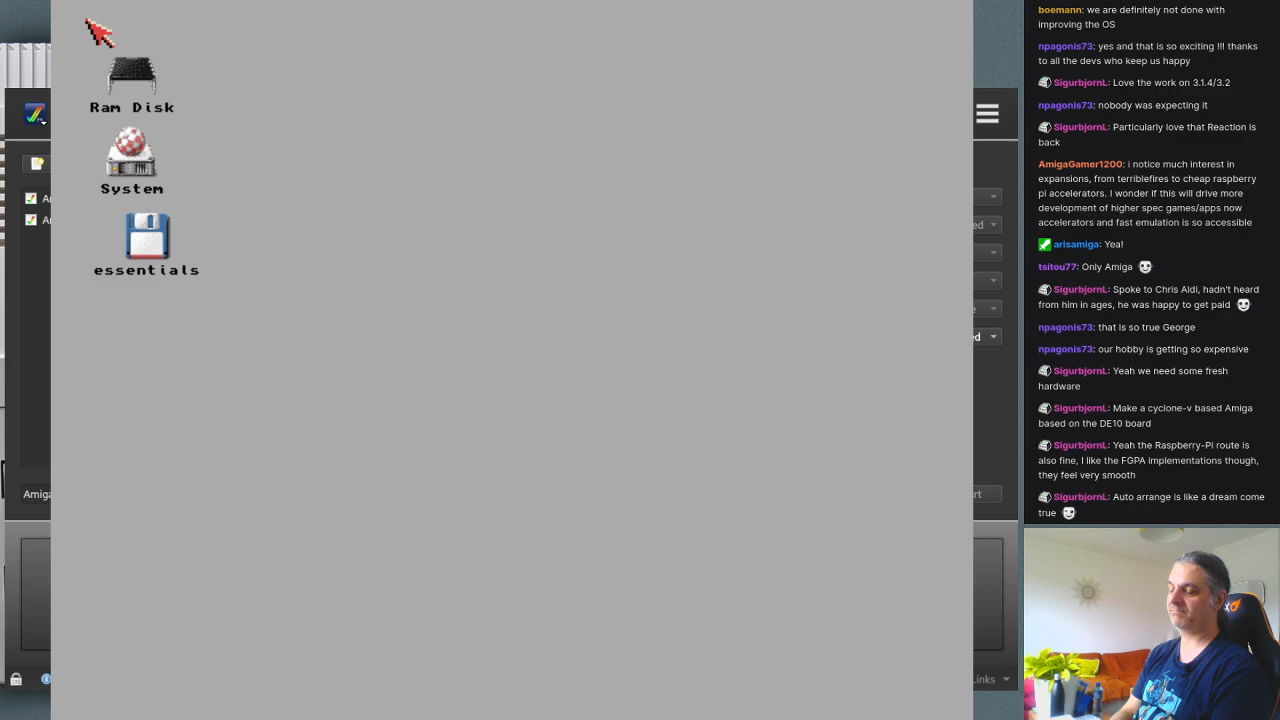 Ram Disk
System
essentials
A
A
Amiga
ed
e
ed
rt
Links
boemann: we are definitely not done with
improving the OS
npagonis73: yes and that is so exciting !!! thanks
to all the devs who keep us happy
SigurbjornL: Love the work on 3.1.4/3.2
npagonis73: nobody was expecting it
SigurbjornL: Particularly love that Reaction is
back
AmigaGamer1200: i notice much interest in
expansions, from terriblefires to cheap raspberry
pi accelerators. I wonder if this will drive more
development of higher spec games/apps now
accelerators and fast emulation is so accessible
arisamiga: Yea!
tsitou77: Only Amiga
SigurbjornL: Spoke to Chris Aldi, hadn't heard
from him in ages, he was happy to get paid
npagonis73: that is so true George
npagonis73: our hobby is getting so expensive
SigurbjornL: Yeah we need some fresh
hardware
SigurbjornL: Make a cyclone-v based Amiga
based on the DE10 board
SigurbjornL: Yeah the Raspberry-Pi route is
also fine, I like the FGPA implementations though,
they feel very smooth
SigurbjornL: Auto arrange is like a dream come
true